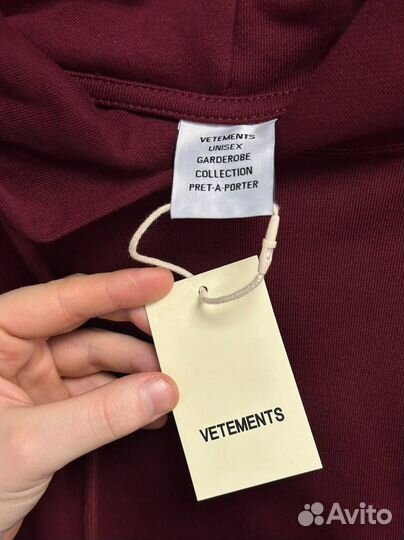 VETEMENTS
UNISEX
GARDEROBE
COLLECTION
PRET-A-PORTER
VETEMENTS
Avito